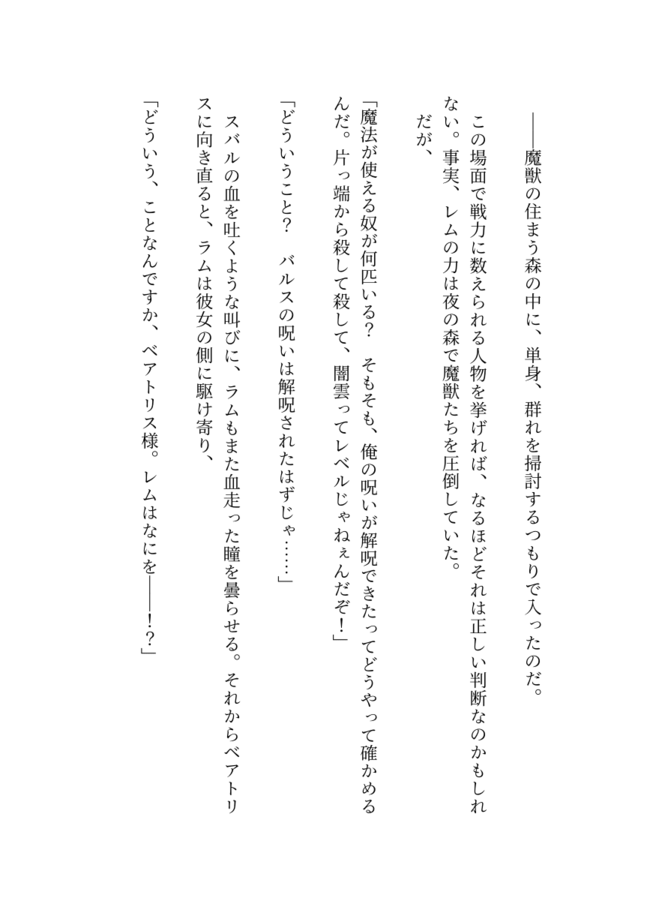 ――魔獣の住まう森の中に、単身、群れを掃討するつもりで入ったのだ。
この場面で戦力に数えられる人物を挙げれば、なるほどそれは正しい判断なのかもしれ
ない。事実、レムの力は夜の森で魔獣たちを圧倒していた。
だが、
「魔法が使える奴が何匹いる？　そもそも、俺の呪いが解呪できたってどうやって確かめる
んだ。片っ端から殺して殺して、闇雲ってレベルじゃねぇんだぞ！」
「どういうこと？　バルスの呪いは解呪されたはずじゃ……」
スバルの血を吐くような叫びに、ラムもまた血走った瞳を曇らせる。それからベアトリ
スに向き直ると、ラムは彼女の側に駆け寄り、
「どういう、ことなんですか、ベアトリス様。レムはなにを――！？」